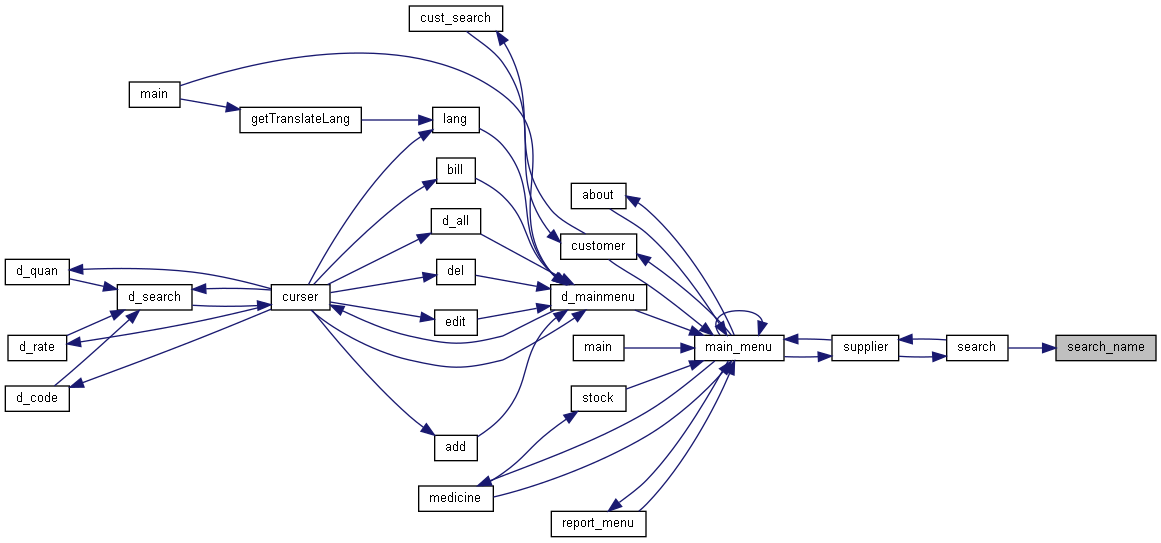 cust_search
main
getTranslateLang
lang
bill
about
d_all
customer
d_quan
del
d_search
curser
d_mainmenu
edit
d_rate
main
main_menu
supplier
search
search_name
d_code
stock
add
medicine
report_menu